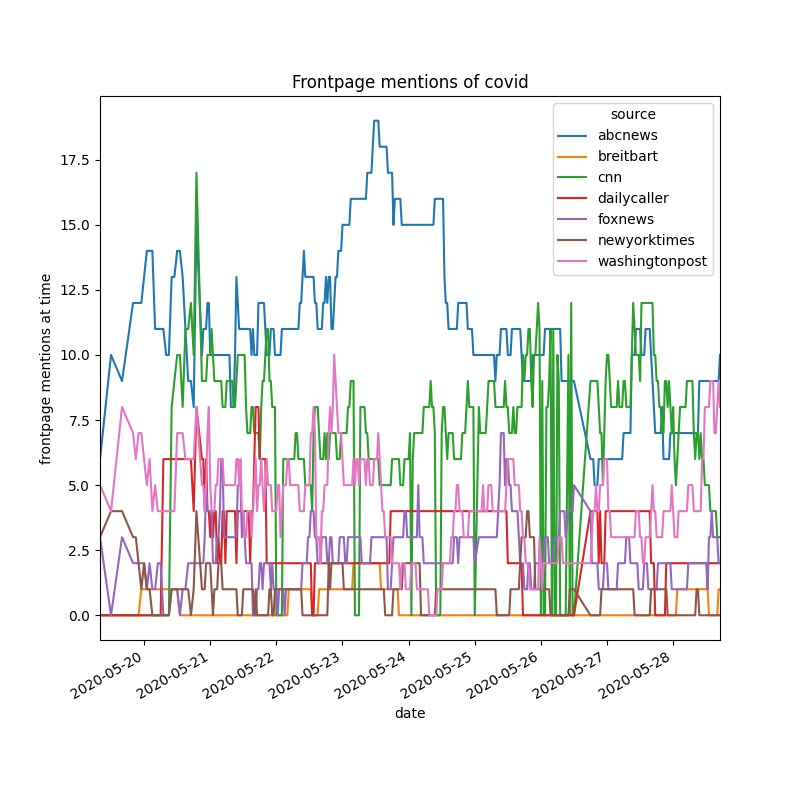 Frontpage mentions of covid
source
abcnews
breitbart
cnn
dailycaller
foxnews
newyorktimes
washingtonpost
frontpage mentions at time
17.5
15.0
12.5
10.0
7.5
5.0
2.5
0.0
2020-05-20
2020-05-21
2020-05-22
2020-05-23
2020-05-24
2020-05-25
2020-05-26
2020-05-27
2020-05-28
date